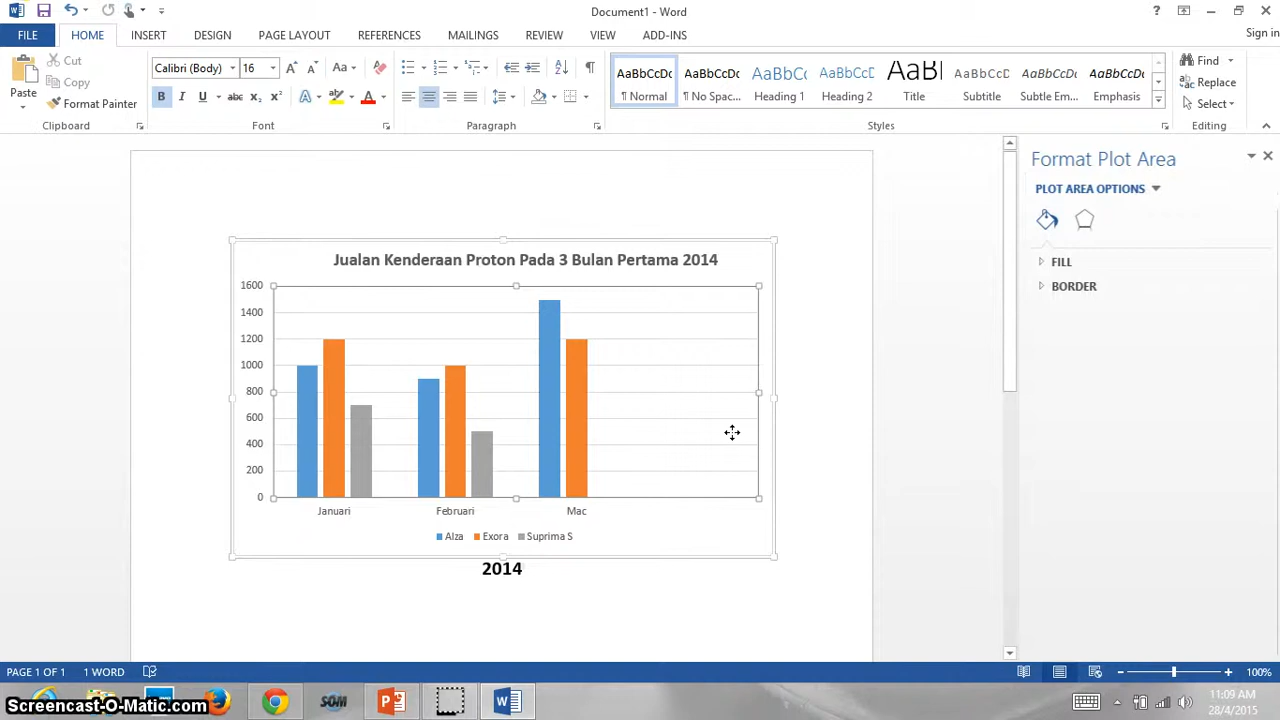 Document1 - Word
?
FILE HOME INSERT DESIGN PAGE LAYOUT REFERENCES MAILINGS REVIEW VIEW ADD-INS Sign in
Paste
Cut
Copy
Format Painter
Clipboard
Calibri (Body) 16
Font
Paragraph
AaBbCcDc AaBbCcDc AaBbCc AaBbCcD AaBl AaBbCcD AaBbCcDc AaBbCcDc
¶ Normal ¶ No Spac... Heading 1 Heading 2 Title Subtitle Subtle Em... Emphasis
Styles
Find
Replace
Select
Editing
Format Plot Area
PLOT AREA OPTIONS
FILL
BORDER
Jualan Kenderaan Proton Pada 3 Bulan Pertama 2014
1600
1400
1200
1000
800
600
400
200
0
Januari Februari Mac
Alza Exora Suprima S
2014
PAGE 1 OF 1 1 WORD 100%
Screencast-O-Matic.com
SOM
11:09 AM
28/4/2015